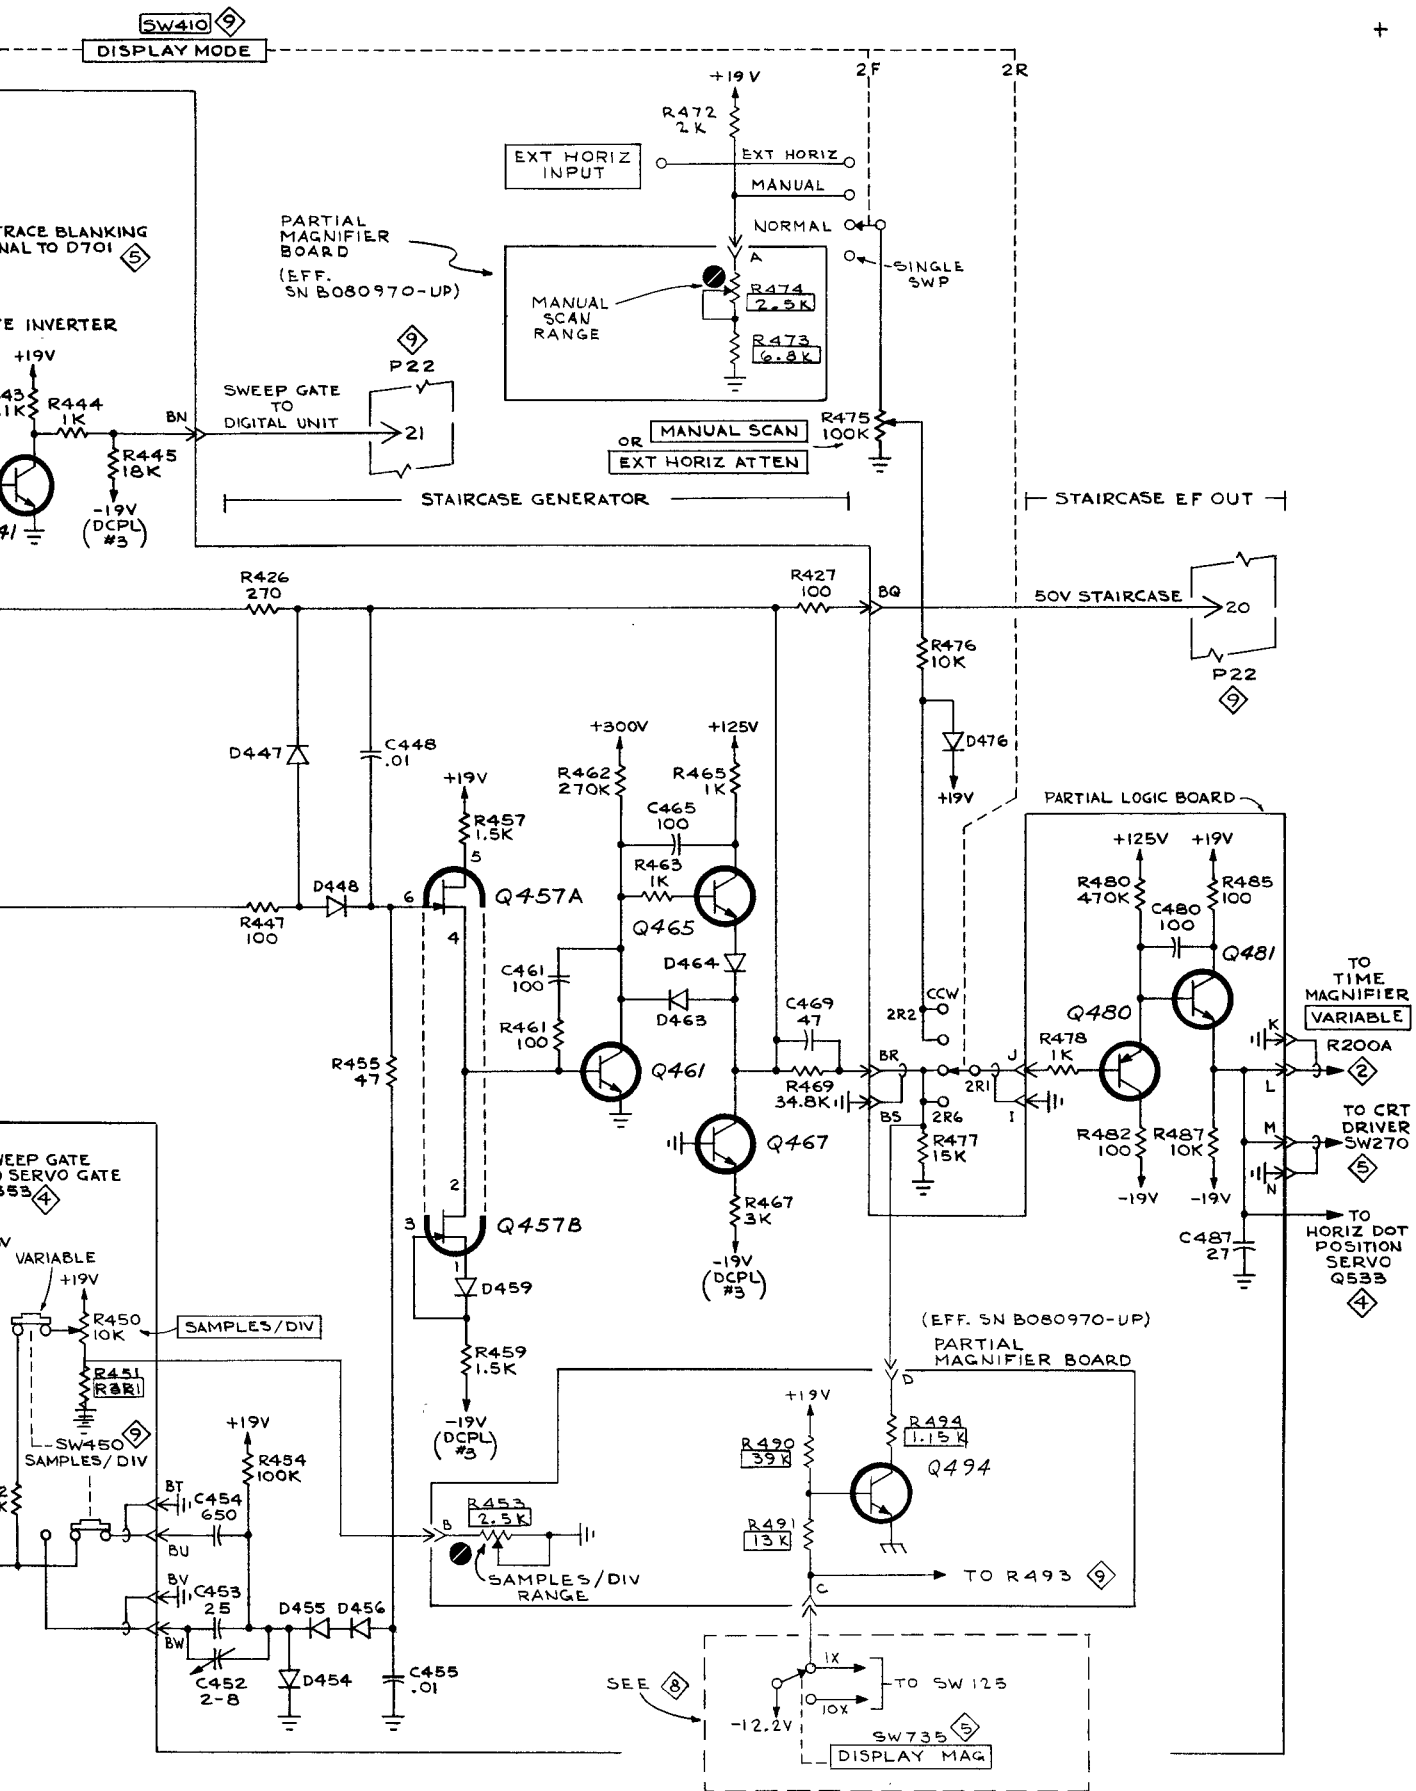 SW410 9
DISPLAY MODE
+
2F
2R
+19V
R472
2K
EXT HORIZ
INPUT
EXT HORIZ
MANUAL
NORMAL
SINGLE
SWP
TRACE BLANKING
NAL TO D701 5
PARTIAL
MAGNIFIER
BOARD
(EFF.
SN B080970-UP)
A
R474
2.5K
MANUAL
SCAN
RANGE
R473
6.8K
TE INVERTER
+19V
43
.1K
R444
1K
R445
18K
-19V
(DCPL
#3)
41
BN
SWEEP GATE
TO
DIGITAL UNIT
9
P22
21
R475
100K
MANUAL SCAN
OR
EXT HORIZ ATTEN
STAIRCASE GENERATOR
STAIRCASE EF OUT
R426
270
R427
100
BQ
50V STAIRCASE
20
P22
9
R476
10K
D476
+19V
D447
C448
.01
+19V
R457
1.5K
5
+300V
R462
270K
+125V
R465
1K
C465
100
R463
1K
Q465
D448
R447
100
6
Q457A
4
C461
100
R461
100
D464
D463
Q461
R455
47
C469
47
R469
34.8K
BR
BS
CCW
2R2
2R1
2R6
R477
15K
J
I
PARTIAL LOGIC BOARD
+125V
+19V
R480
470K
R485
100
C480
100
Q481
Q480
R478
1K
R482
100
R487
10K
-19V
-19V
K
L
M
N
TO
TIME
MAGNIFIER
VARIABLE
R200A
2
TO CRT
DRIVER
SW270
5
C487
27
TO
HORIZ DOT
POSITION
SERVO
Q533
4
Q467
R467
3K
-19V
(DCPL
#3)
WEEP GATE
O SERVO GATE
353 4
2
3
Q457B
D459
R459
1.5K
-19V
(DCPL
#3)
V
VARIABLE
+19V
R450
10K
SAMPLES/DIV
R451
SW450 9
SAMPLES/DIV
+19V
R454
100K
2
K
BT
BU
C454
650
BV
BW
C453
25
C452
2-8
D455
D456
D454
C455
.01
(EFF. SN B080970-UP)
PARTIAL
MAGNIFIER BOARD
D
+19V
R494
1.15K
R490
39K
Q494
R491
13K
B
R453
2.5K
SAMPLES/DIV
RANGE
TO R493 9
C
SEE 8
1X
10X
TO SW125
-12.2V
SW735 5
DISPLAY MAG